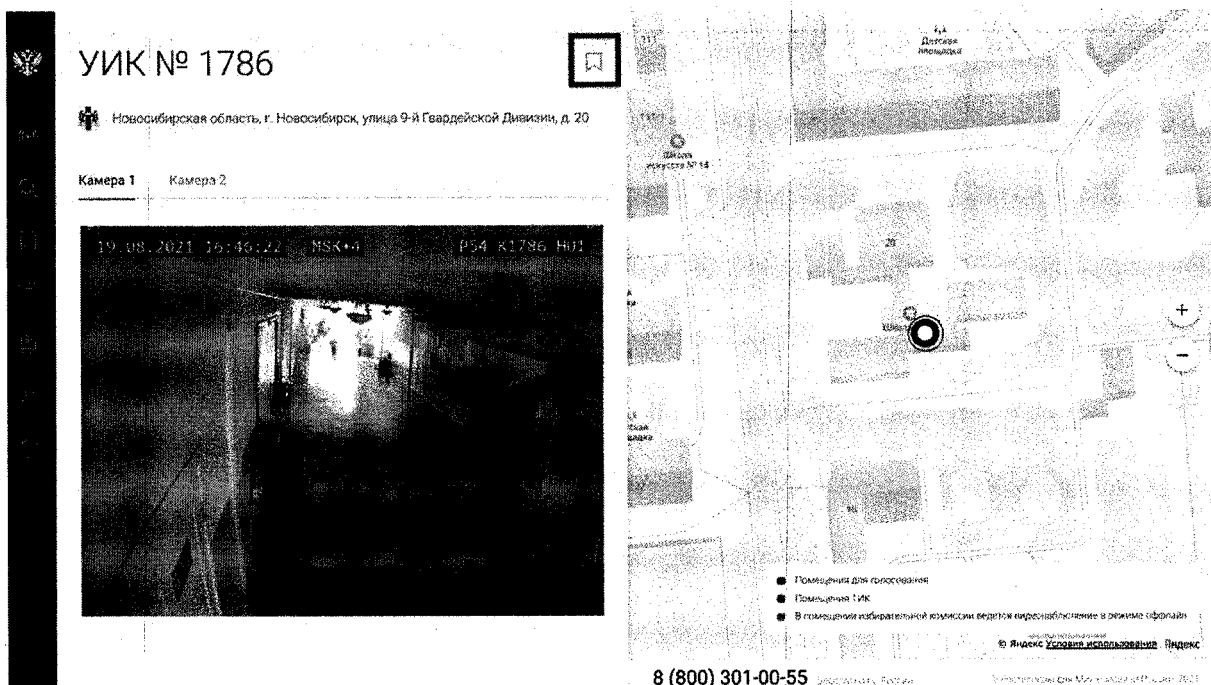 УИК № 1786
Новосибирская область, г. Новосибирск, улица 9-й Гвардейской Дивизии, д. 20
Камера 1 Камера 2
19.08.2021 16:46:22 MSK+4 P54 K1786 HU1
Детская
площадка
Школа
искусств № 14
20
+
−
Помещения для голосования
Помещения ТИК
В помещении избирательной комиссии ведется видеонаблюдение в режиме офлайн
© Яндекс Условия использования Яндекс
8 (800) 301-00-55